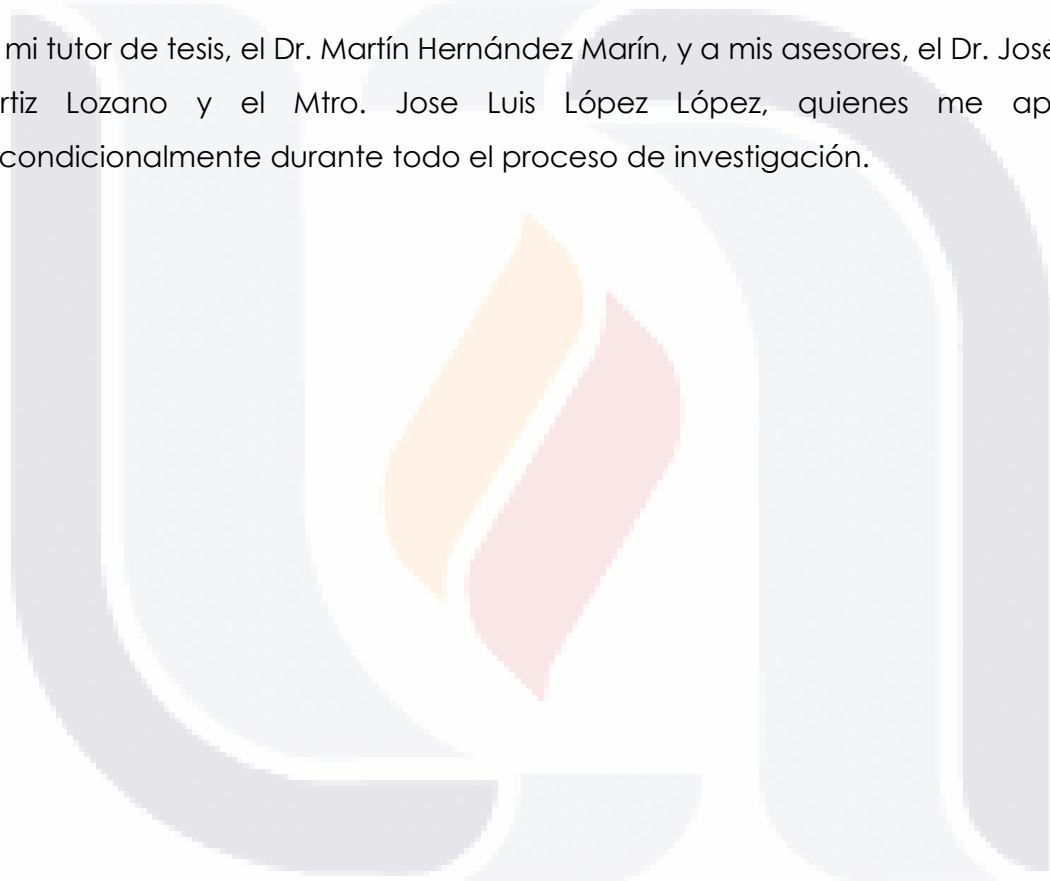 mi tutor de tesis, el Dr. Martín Hernández Marín, y a mis asesores, el Dr. José
rtiz Lozano y el Mtro. Jose Luis López López, quienes me ap
condicionalmente durante todo el proceso de investigación.